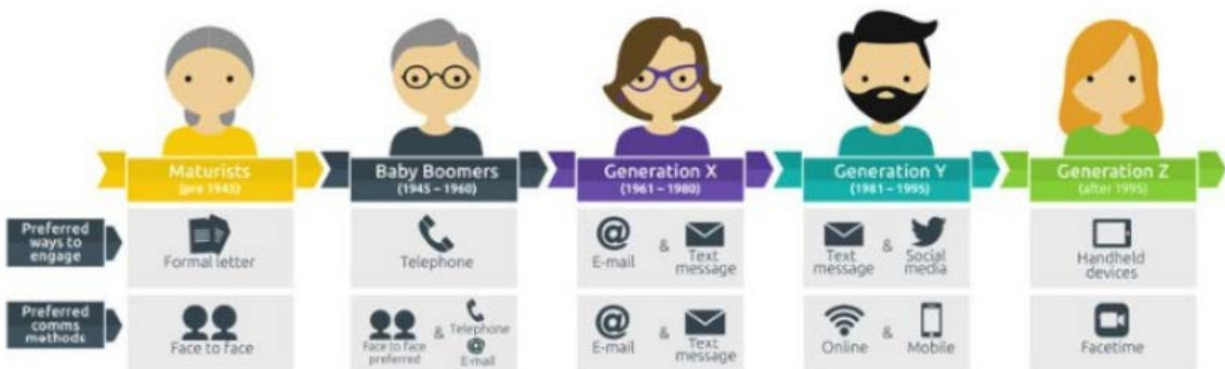 Maturists
(pre 1945)
Baby Boomers
(1945 – 1960)
Generation X
(1961 – 1980)
Generation Y
(1981 – 1995)
Generation Z
(after 1995)
Preferred
ways to
engage
Formal letter
Telephone
@ & 
E-mail Text
message
&
Text
message Social
media
Handheld
devices
Preferred
comms
methods
Face to face
Face to face
preferred
&
Telephone
@
E-mail
@ &
E-mail Text
message
&
Online Mobile
Facetime